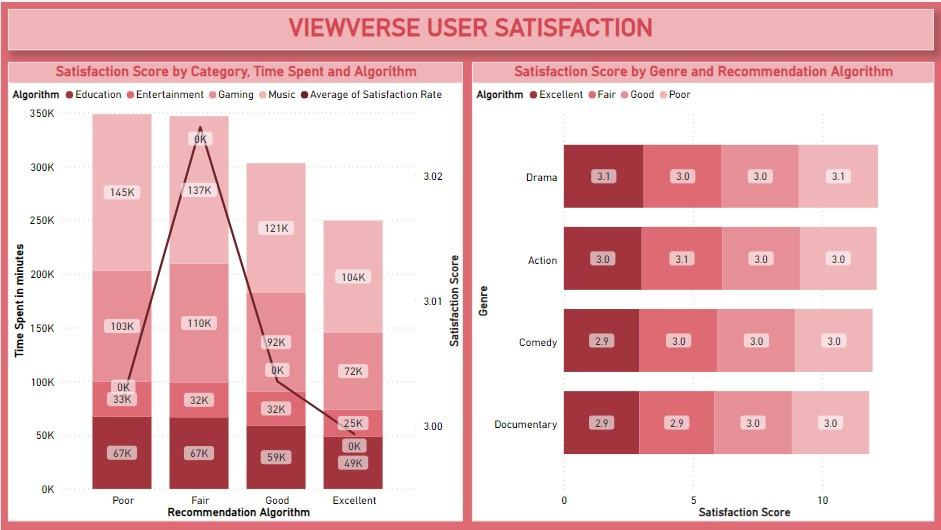 VIEWVERSE USER SATISFACTION
Satisfaction Score by Category, Time Spent and Algorithm
Algorithm Education Entertainment Gaming Music Average of Satisfaction Rate
Time Spent in minutes
350K
300K
250K
200K
150K
100K
50K
0K
145K
103K
0K
33K
67K
0K
137K
110K
32K
67K
121K
92K
0K
32K
59K
104K
72K
25K
0K
49K
3.02
3.01
3.00
Satisfaction Score
Poor Fair Good Excellent
Recommendation Algorithm
Satisfaction Score by Genre and Recommendation Algorithm
Algorithm Excellent Fair Good Poor
Genre
Drama 3.1 3.0 3.0 3.1
Action 3.0 3.1 3.0 3.0
Comedy 2.9 3.0 3.0 3.0
Documentary 2.9 2.9 3.0 3.0
0 5 10
Satisfaction Score